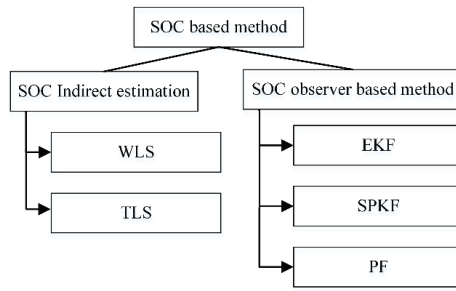 SOC based method
SOC Indirect estimation
WLS
TLS
SOC observer based method
EKF
SPKF
PF